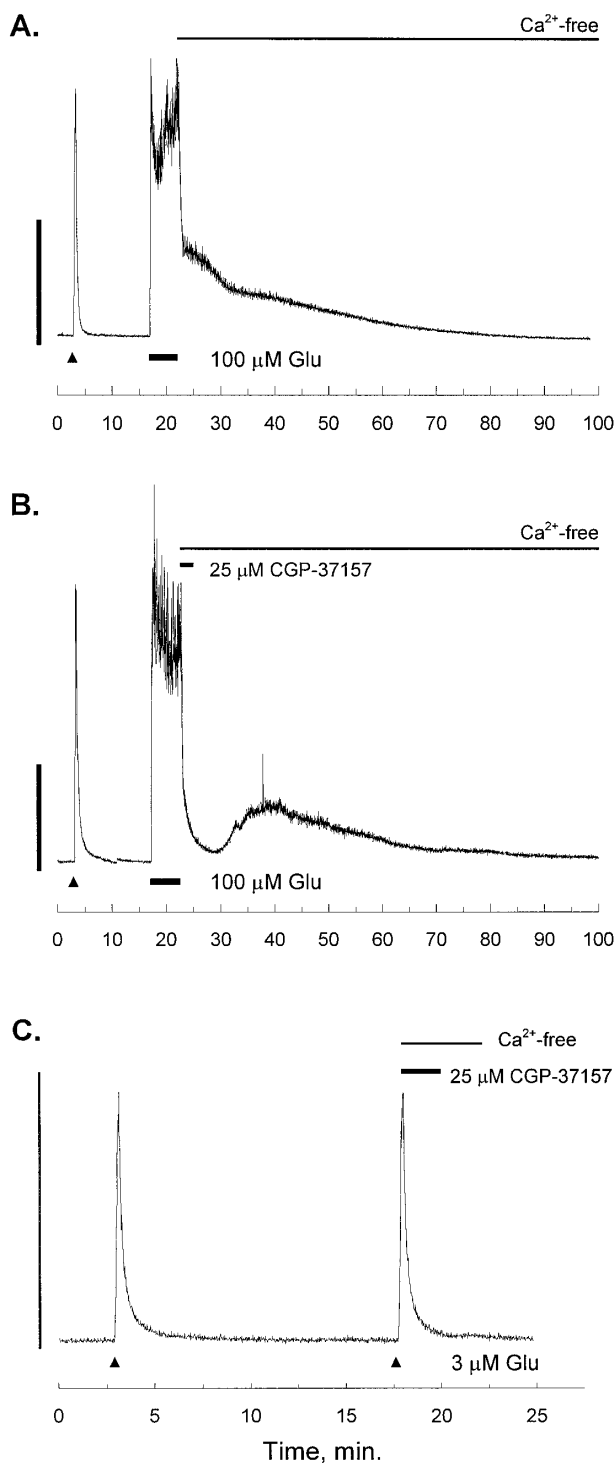 A.
Ca²⁺-free
100 μM Glu
0 10 20 30 40 50 60 70 80 90 100
B.
Ca²⁺-free
25 μM CGP-37157
100 μM Glu
0 10 20 30 40 50 60 70 80 90 100
C.
Ca²⁺-free
25 μM CGP-37157
3 μM Glu
0 5 10 15 20 25
Time, min.